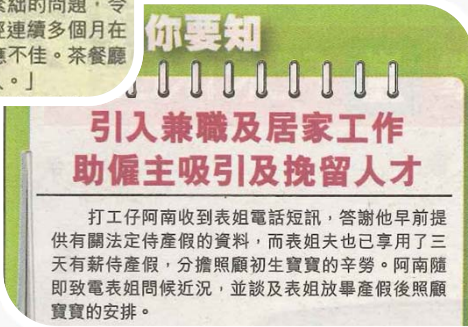 絀的問題，令
連續多個月在
應不佳。茶餐廳
。」
你要知
引入兼職及居家工作
助僱主吸引及挽留人才
打工仔阿南收到表姐電話短訊，答謝他早前提
供有關法定侍產假的資料，而表姐夫也已享用了三
天有薪侍產假，分擔照顧初生寶寶的辛勞。阿南隨
即致電表姐問候近況，並談及表姐放畢產假後照顧
寶寶的安排。